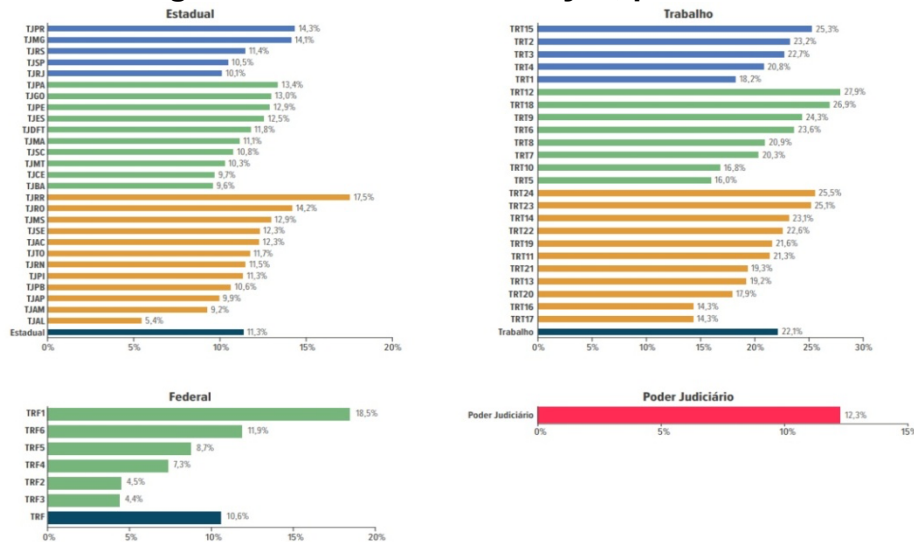 Estadual
TJPR 14,3%
TJMG 14,1%
TJRS 11,4%
TJSP 10,5%
TJRJ 10,1%
TJPA 13,4%
TJGO 13,0%
TJPE 12,9%
TJES 12,5%
TJDFT 11,8%
TJMA 11,1%
TJSC 10,8%
TJMT 10,3%
TJCE 9,7%
TJBA 9,6%
TJRR 17,5%
TJRO 14,2%
TJMS 12,9%
TJSE 12,3%
TJAC 12,3%
TJTO 11,7%
TJRN 11,5%
TJPI 11,3%
TJPB 10,6%
TJAP 9,9%
TJAM 9,2%
TJAL 5,4%
Estadual 11,3%
0% 5% 10% 15% 20%
Trabalho
TRT15 25,3%
TRT2 23,2%
TRT3 22,7%
TRT4 20,8%
TRT1 18,2%
TRT12 27,9%
TRT18 26,9%
TRT9 24,3%
TRT6 23,6%
TRT8 20,9%
TRT7 20,3%
TRT10 16,8%
TRT5 16,0%
TRT24 25,5%
TRT23 25,1%
TRT14 23,1%
TRT22 22,6%
TRT19 21,6%
TRT11 21,3%
TRT21 19,3%
TRT13 19,2%
TRT20 17,9%
TRT16 14,3%
TRT17 14,3%
Trabalho 22,1%
0% 5% 10% 15% 20% 25% 30%
Federal
TRF1 18,5%
TRF6 11,9%
TRF5 8,7%
TRF4 7,3%
TRF2 4,5%
TRF3 4,4%
TRF 10,6%
0% 5% 10% 15% 20%
Poder Judiciário
Poder Judiciário 12,3%
0% 5% 10% 15%